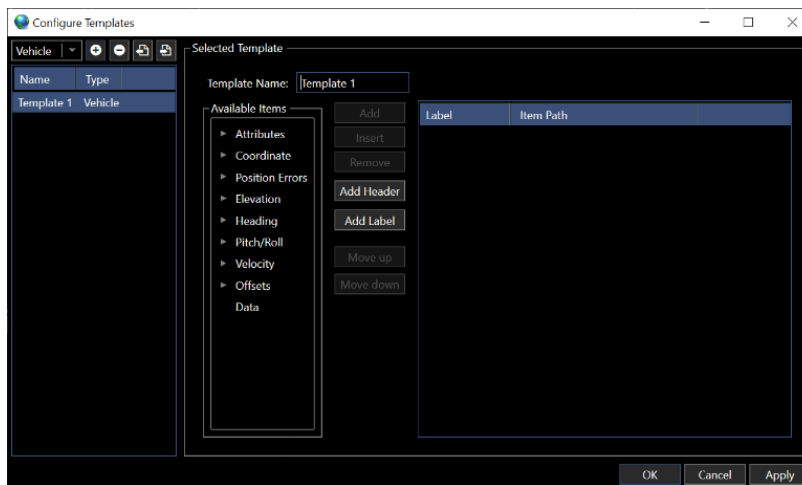 Configure Templates
Vehicle
Selected Template
Name Type
Template 1 Vehicle
Template Name: Template 1
Available Items
Attributes
Coordinate
Position Errors
Elevation
Heading
Pitch/Roll
Velocity
Offsets
Data
Add
Insert
Remove
Add Header
Add Label
Move up
Move down
Label Item Path
OK Cancel Apply